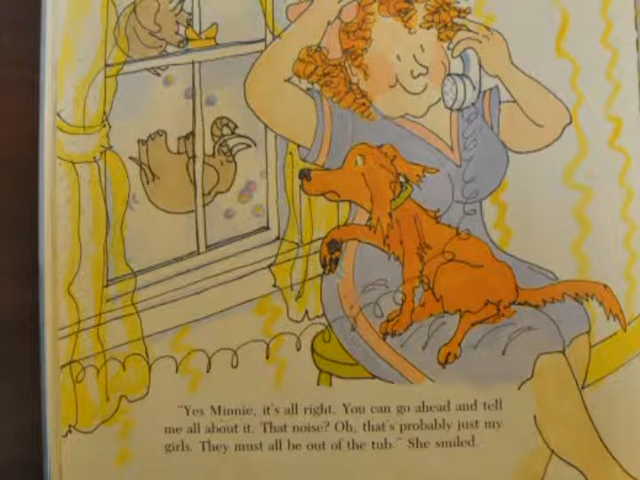 "Yes Minnie, it's all right. You can go ahead and tell
me all about it. That noise? Oh, that's probably just my
girls. They must all be out of the tub." She smiled.